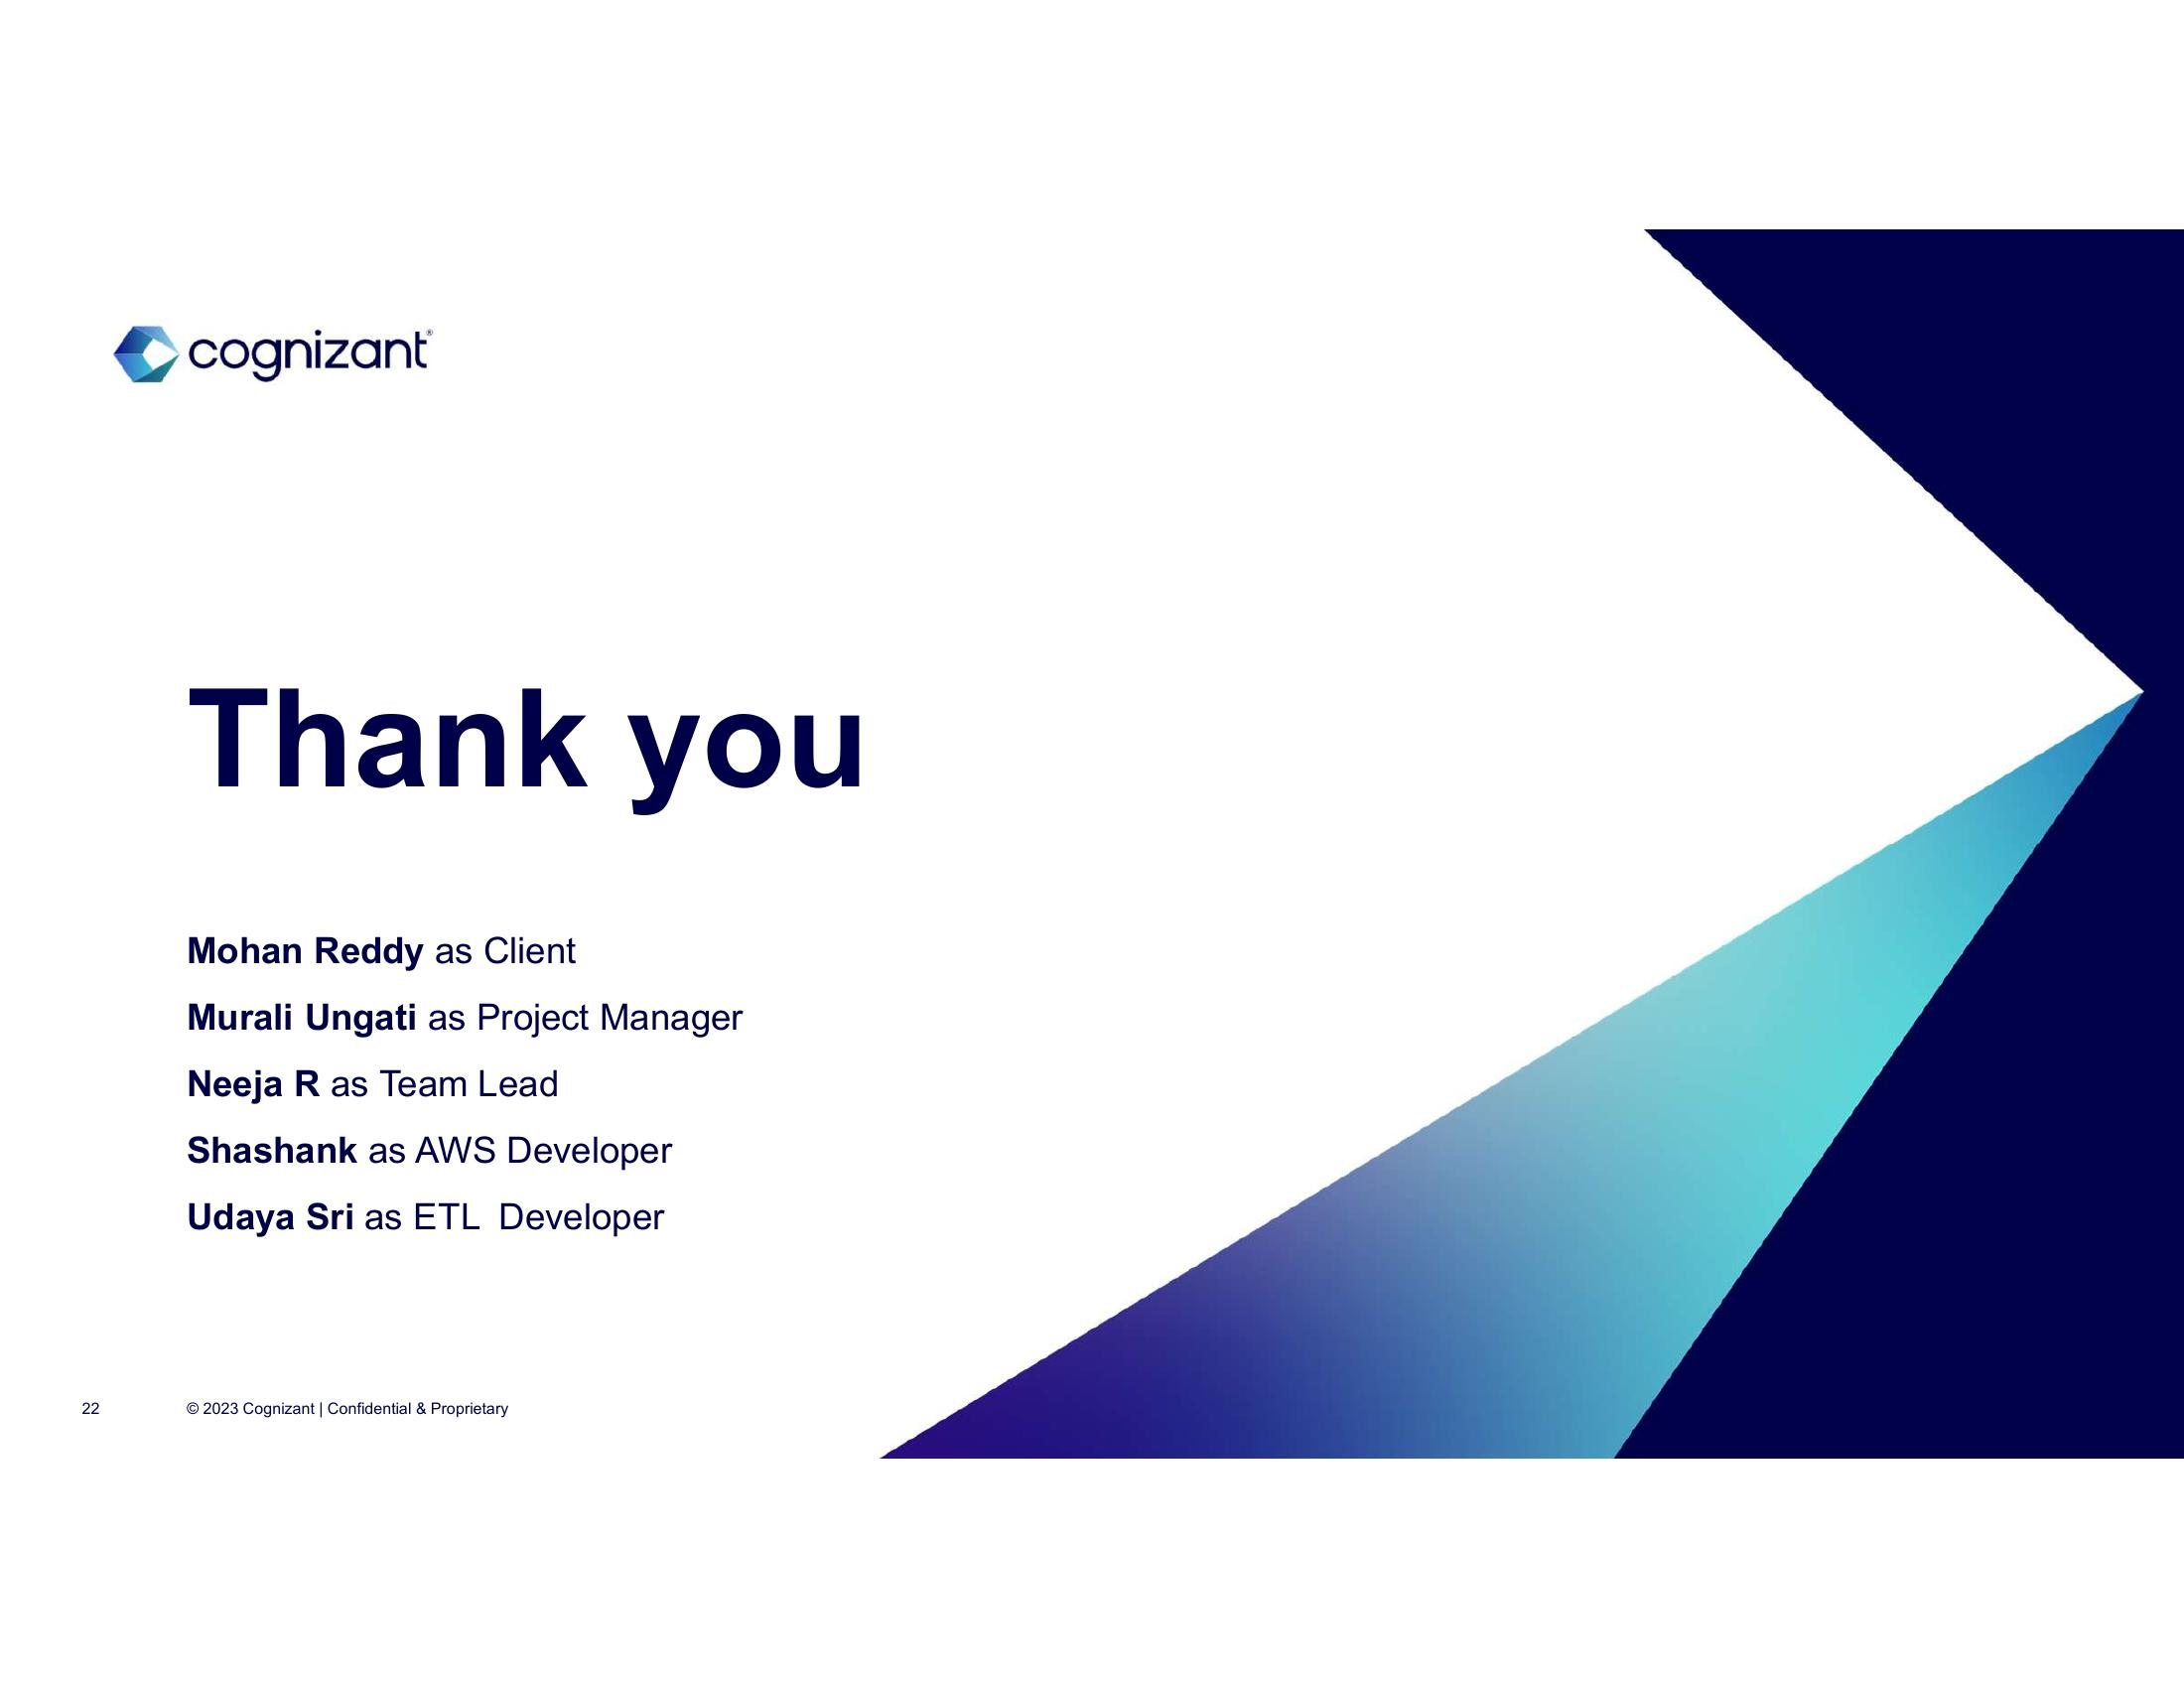 cognizant®
Thank you
Mohan Reddy as Client
Murali Ungati as Project Manager
Neeja R as Team Lead
Shashank as AWS Developer
Udaya Sri as ETL  Developer
22 © 2023 Cognizant | Confidential & Proprietary